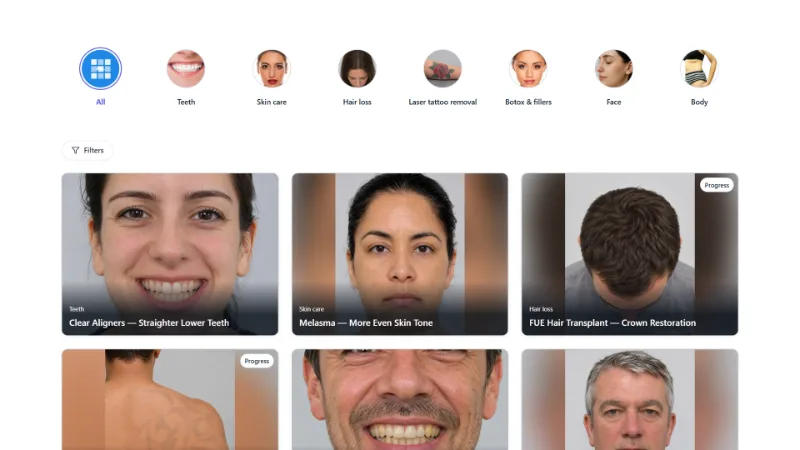 All
Teeth
Skin care
Hair loss
Laser tattoo removal
Botox & fillers
Face
Body
Filters
Teeth
Clear Aligners — Straighter Lower Teeth
Skin care
Melasma — More Even Skin Tone
Progress
Hair loss
FUE Hair Transplant — Crown Restoration
Progress